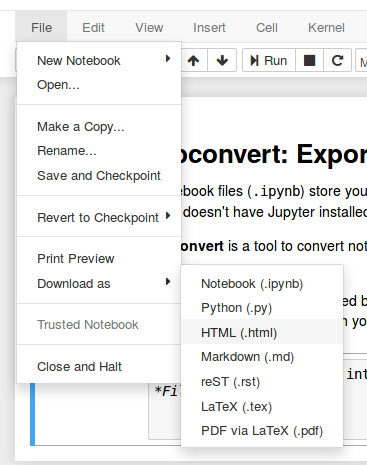 File Edit View Insert Cell Kernel
Run M
New Notebook
Open...
Make a Copy...
Rename...
Save and Checkpoint
Revert to Checkpoint
Print Preview
Download as
Trusted Notebook
Close and Halt
oconvert: Expor
ebook files (.ipynb) store you
doesn't have Jupyter installed
onvert is a tool to convert not
Notebook (.ipynb)
Python (.py)
HTML (.html)
Markdown (.md)
reST (.rst)
LaTeX (.tex)
PDF via LaTeX (.pdf)
ed b
n yo
int
*Fil